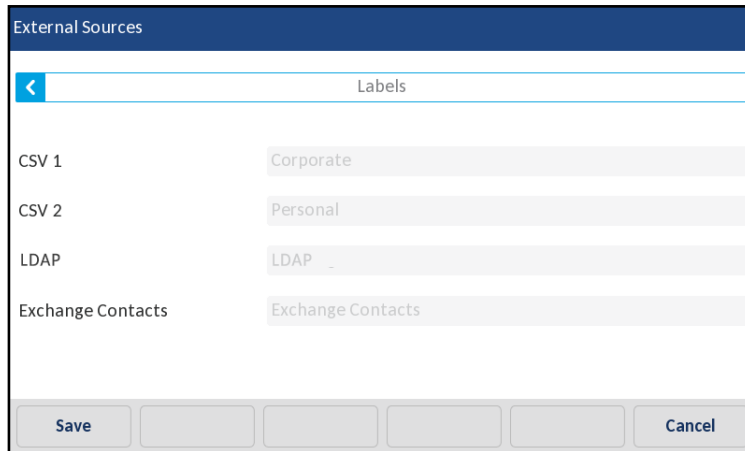 External Sources
Labels
CSV 1 Corporate
CSV 2 Personal
LDAP LDAP _
Exchange Contacts Exchange Contacts
Save Cancel